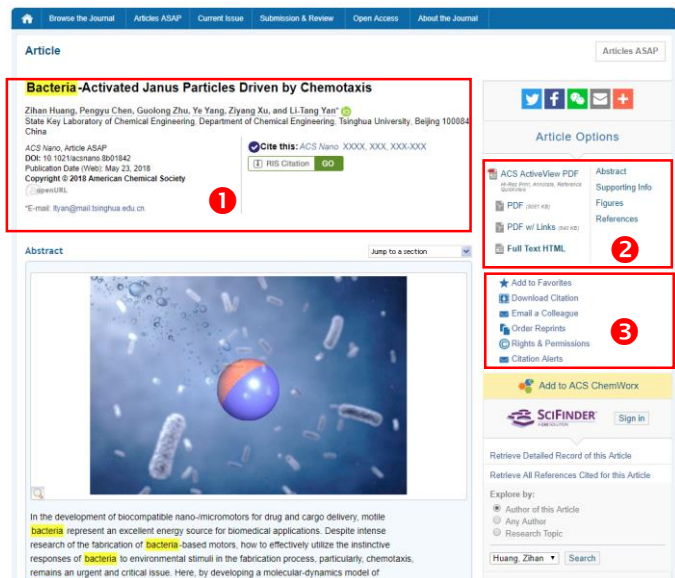 Browse the Journal Articles ASAP Current Issue Submission & Review Open Access About the Journal
Article
Articles ASAP
Bacteria-Activated Janus Particles Driven by Chemotaxis
Zihan Huang, Pengyu Chen, Guolong Zhu, Ye Yang, Ziyang Xu, and Li-Tang Yan*
State Key Laboratory of Chemical Engineering, Department of Chemical Engineering, Tsinghua University, Beijing 100084,
China
ACS Nano, Article ASAP
DOI: 10.1021/acsnano.8b01842
Publication Date (Web): May 23, 2018
Copyright © 2018 American Chemical Society
OpenURL
*E-mail: ltyan@mail.tsinghua.edu.cn
Cite this: ACS Nano XXXX, XXX, XXX-XXX
RIS Citation GO
1
Article Options
ACS ActiveView PDF
Hi-Res Print, Annotate, Reference
QuickView
PDF
PDF w/ Links
Full Text HTML
Abstract
Supporting Info
Figures
References
2
Add to Favorites
Download Citation
Email a Colleague
Order Reprints
Rights & Permissions
Citation Alerts
3
Abstract
Jump to a section
Add to ACS ChemWorx
SCIFINDER
Sign in
Retrieve Detailed Record of this Article
Retrieve All References Cited for this Article
Explore by:
Author of this Article
Any Author
Research Topic
Huang, Zihan Search
In the development of biocompatible nano-/micromotors for drug and cargo delivery, motile
bacteria represent an excellent energy source for biomedical applications. Despite intense
research of the fabrication of bacteria-based motors, how to effectively utilize the instinctive
responses of bacteria to environmental stimuli in the fabrication process, particularly, chemotaxis,
remains an urgent and critical issue. Here, by developing a molecular-dynamics model of